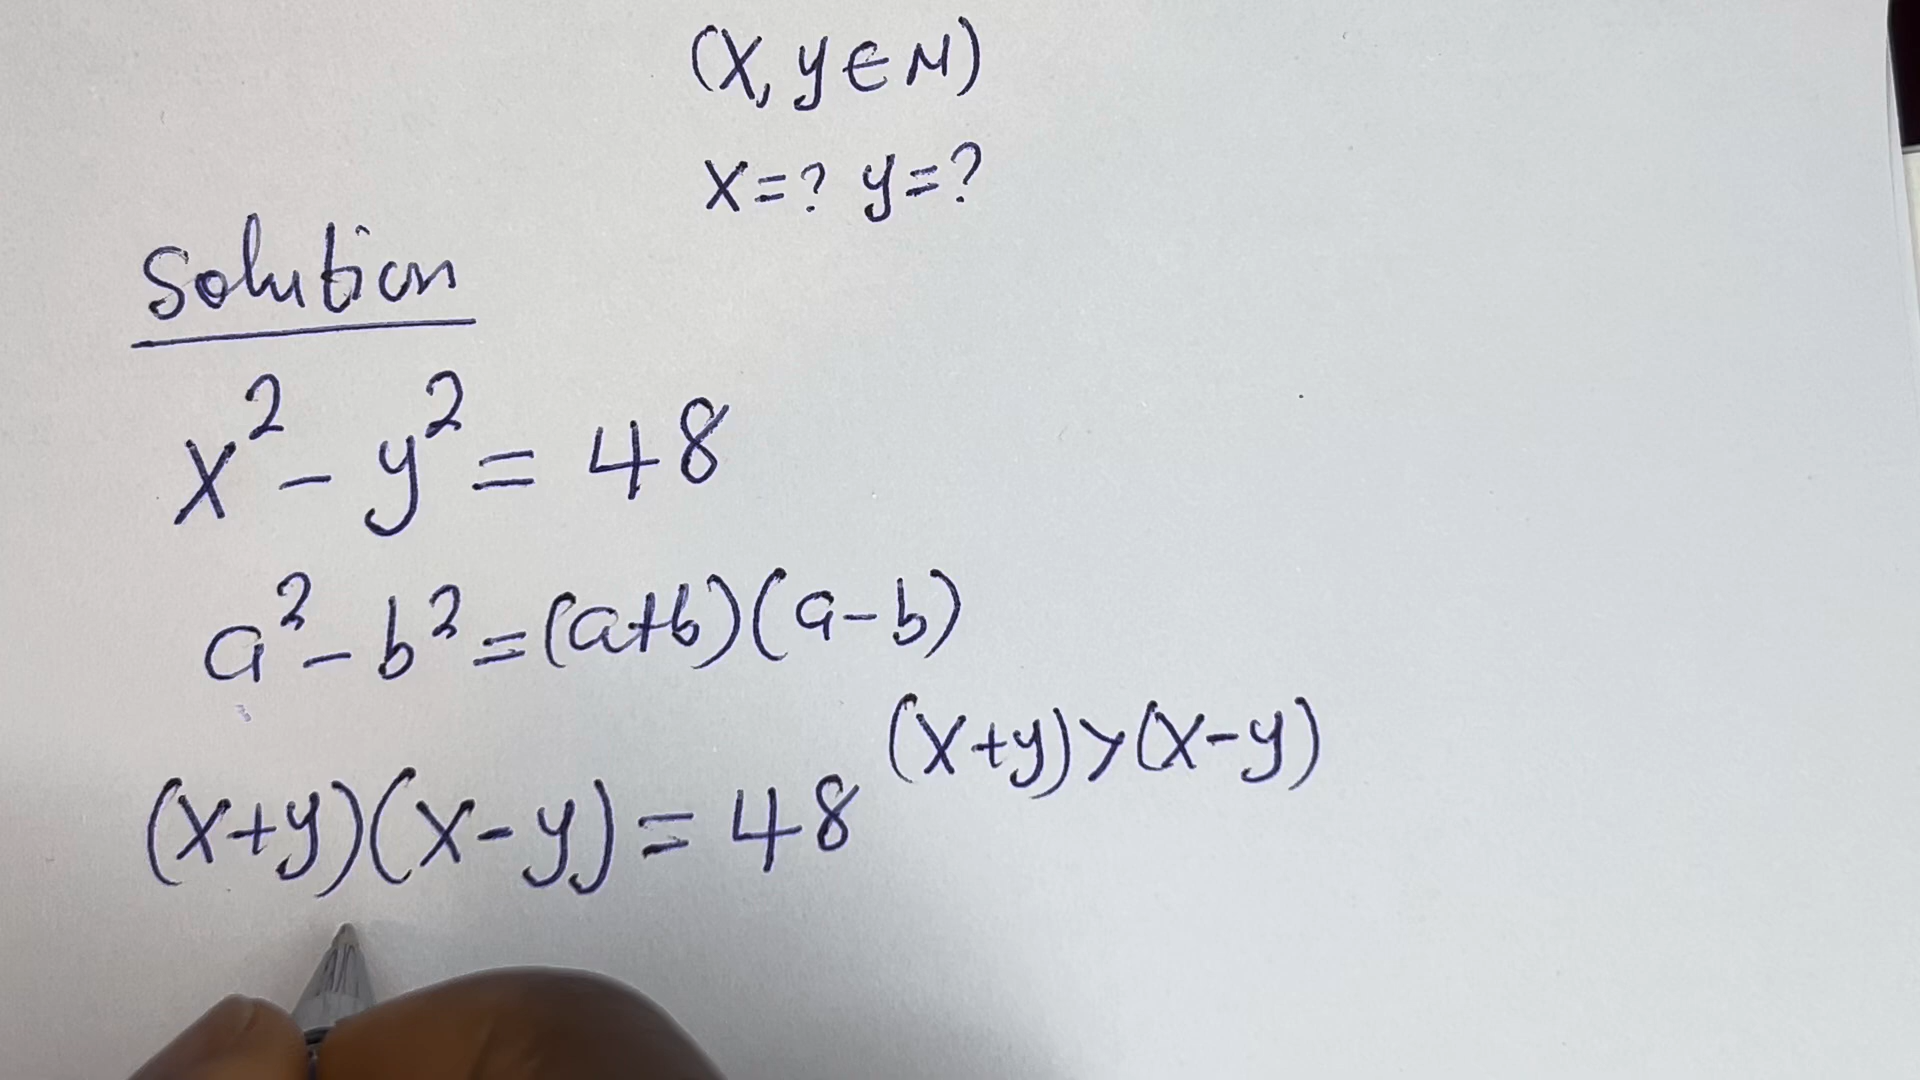 (x, y ∈ N)
x=? y=?
Solution
x² - y² = 48
a² - b² = (a+b)(a-b)
(x+y)>(x-y)
(x+y)(x-y) = 48